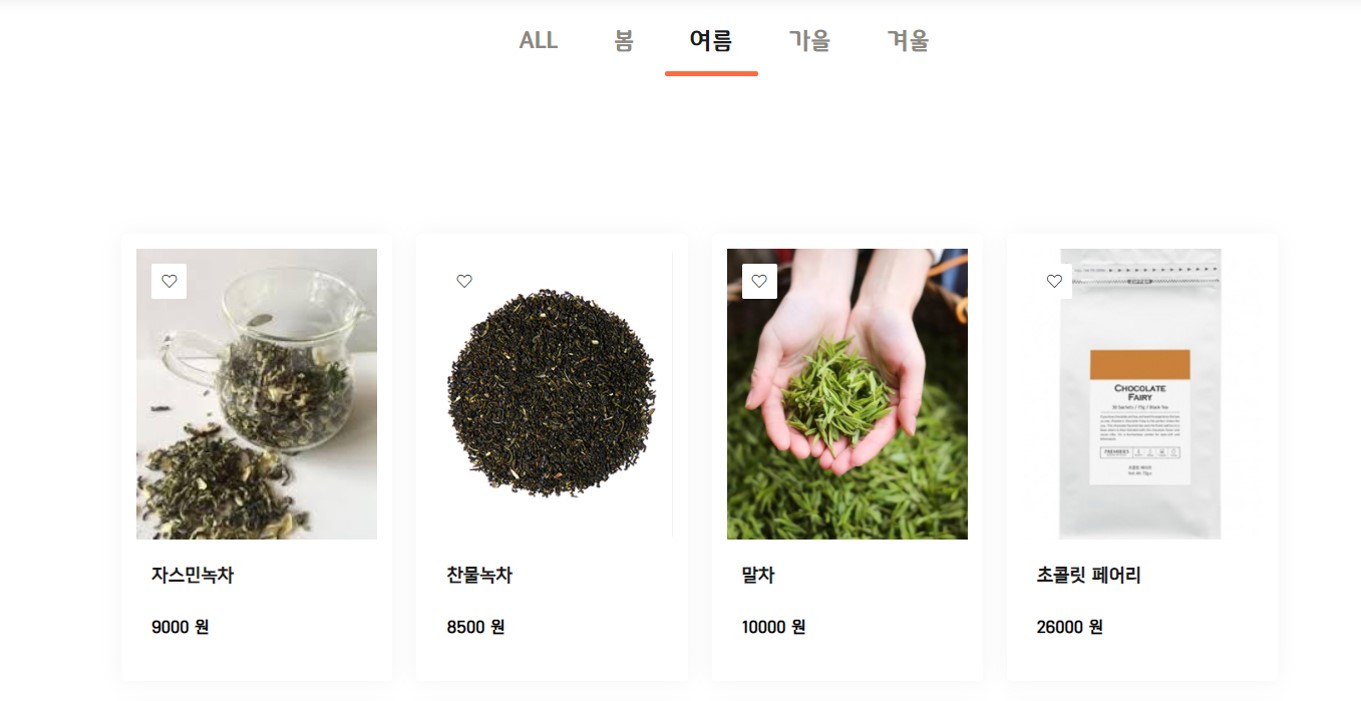 ALL 봄 여름 가을 겨울
CHOCOLATE
FAIRY
자스민녹차
9000 원
찬물녹차
8500 원
말차
10000 원
초콜릿 페어리
26000 원